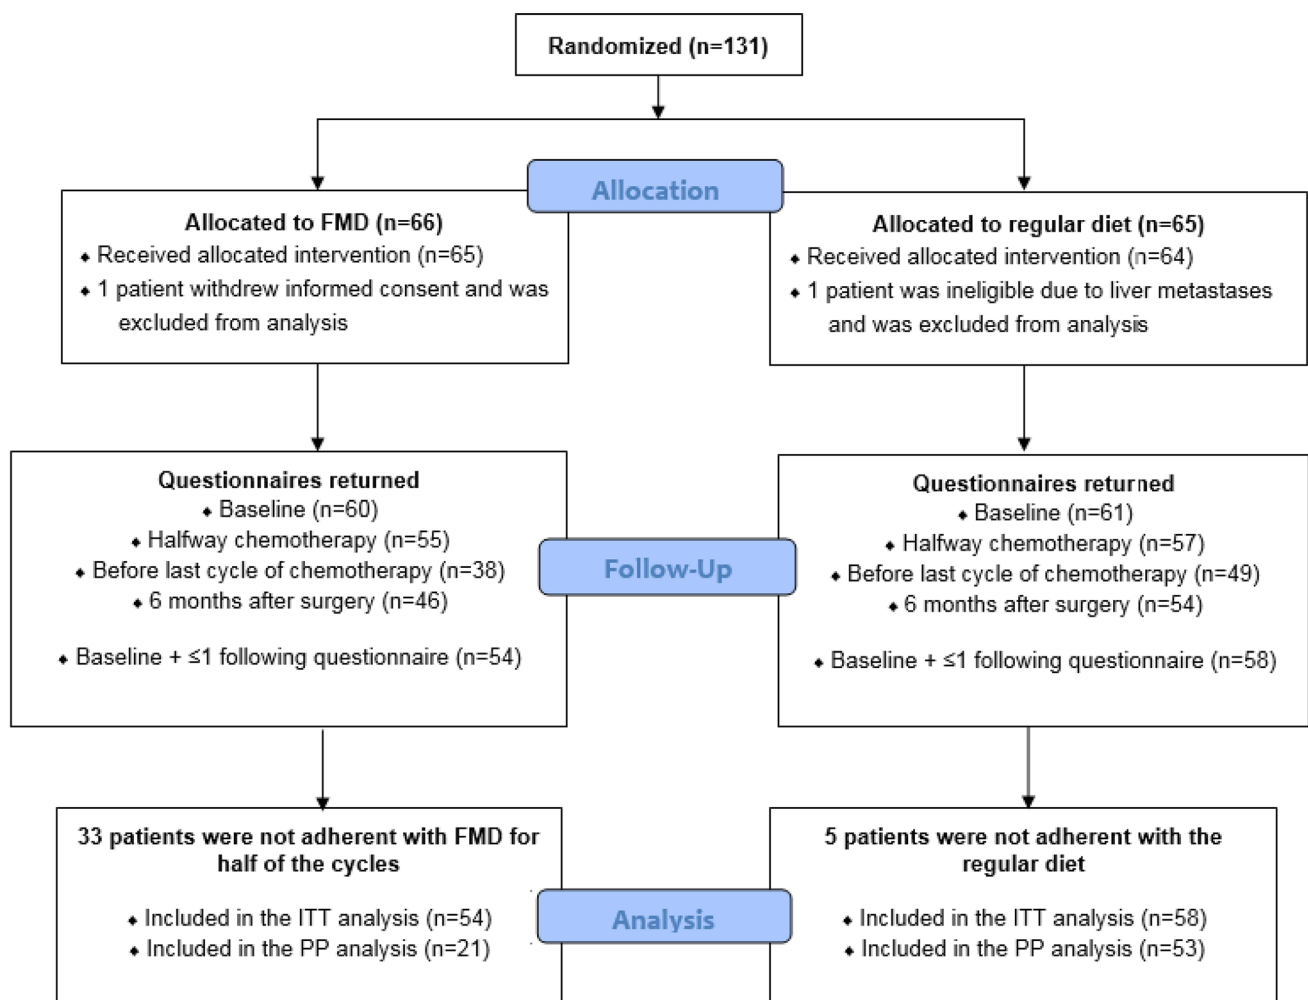 Randomized (n=131)
Allocation
Allocated to FMD (n=66)
⬥ Received allocated intervention (n=65)
⬥ 1 patient withdrew informed consent and was
excluded from analysis
Allocated to regular diet (n=65)
⬥ Received allocated intervention (n=64)
⬥ 1 patient was ineligible due to liver metastases
and was excluded from analysis
Questionnaires returned
⬥ Baseline (n=60)
⬥ Halfway chemotherapy (n=55)
⬥ Before last cycle of chemotherapy (n=38)
⬥ 6 months after surgery (n=46)
⬥ Baseline + ≤1 following questionnaire (n=54)
Follow-Up
Questionnaires returned
⬥ Baseline (n=61)
⬥ Halfway chemotherapy (n=57)
⬥ Before last cycle of chemotherapy (n=49)
⬥ 6 months after surgery (n=54)
⬥ Baseline + ≤1 following questionnaire (n=58)
33 patients were not adherent with FMD for
half of the cycles
⬥ Included in the ITT analysis (n=54)
⬥ Included in the PP analysis (n=21)
Analysis
5 patients were not adherent with the
regular diet
⬥ Included in the ITT analysis (n=58)
⬥ Included in the PP analysis (n=53)